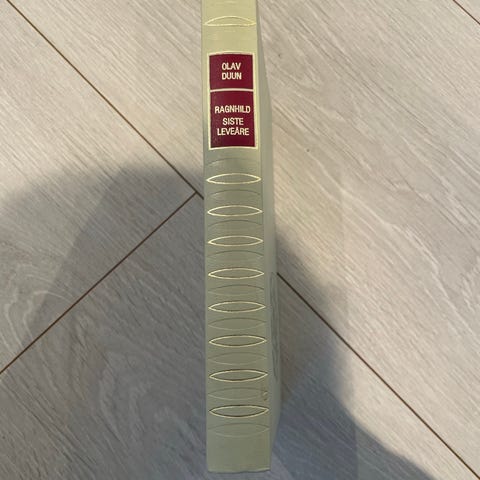 OLAV
DUUN
RAGNHILD
SISTE
LEVEÅRE